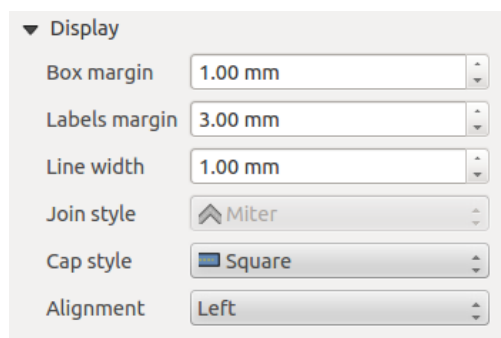 Display
Box margin 1.00 mm
Labels margin 3.00 mm
Line width 1.00 mm
Join style Miter
Cap style Square
Alignment Left